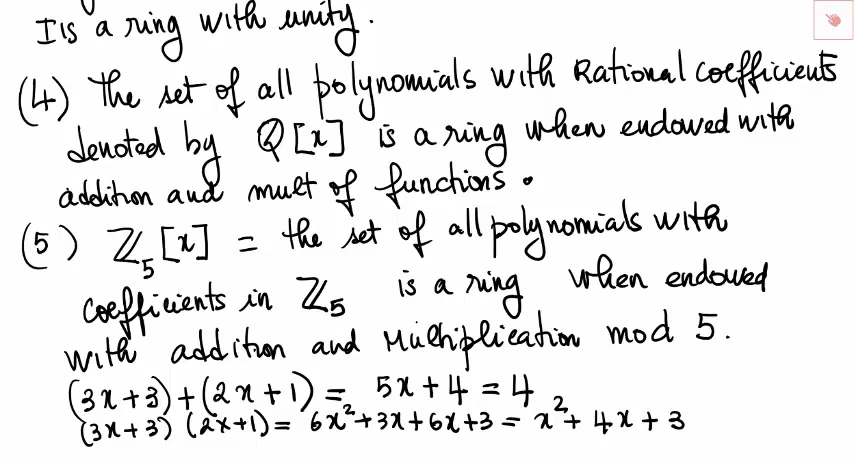 I is a ring with unity.
(4) The set of all polynomials with Rational coefficients
denoted by ℚ[x] is a ring when endowed with
addition and mult of functions.
(5) ℤ₅[x] = the set of all polynomials with
coefficients in ℤ₅ is a ring when endowed
with addition and Multiplication mod 5.
(3x+3)+(2x+1)= 5x+4 = 4
(3x+3) (2x+1)= 6x²+3x+6x+3 = x²+ 4x+3